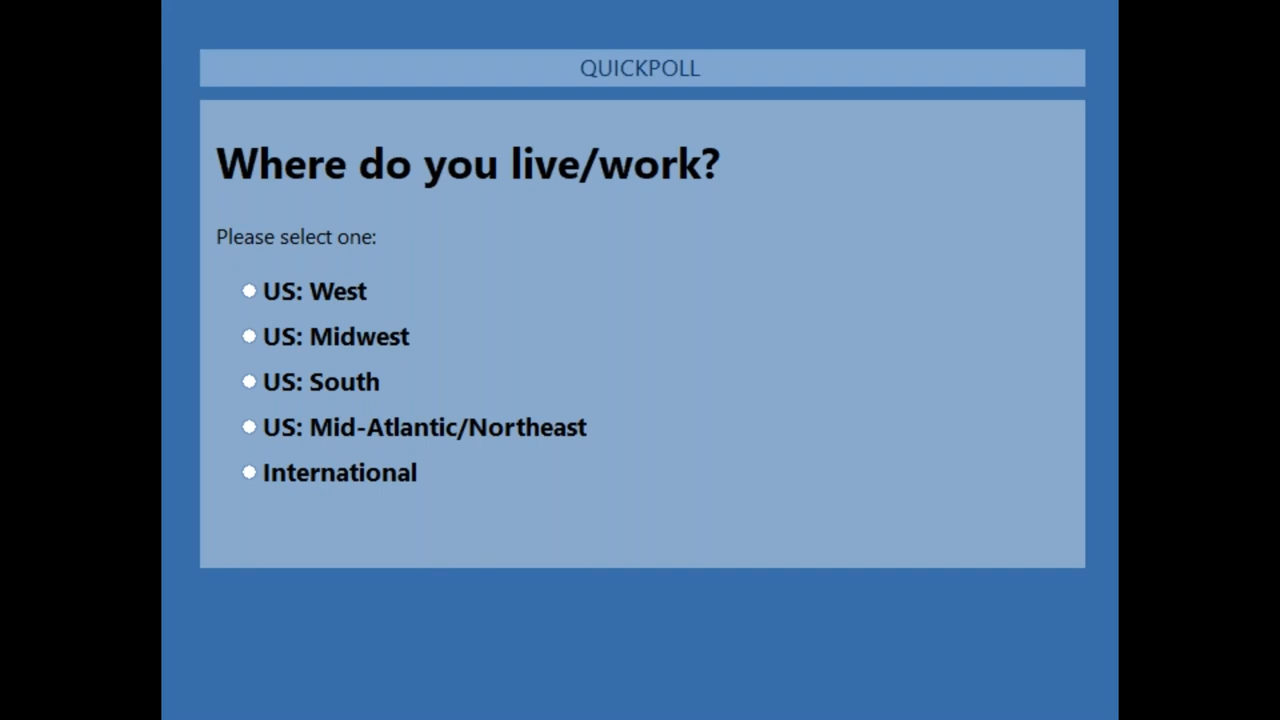 QUICKPOLL
Where do you live/work?
Please select one:
US: West
US: Midwest
US: South
US: Mid-Atlantic/Northeast
International